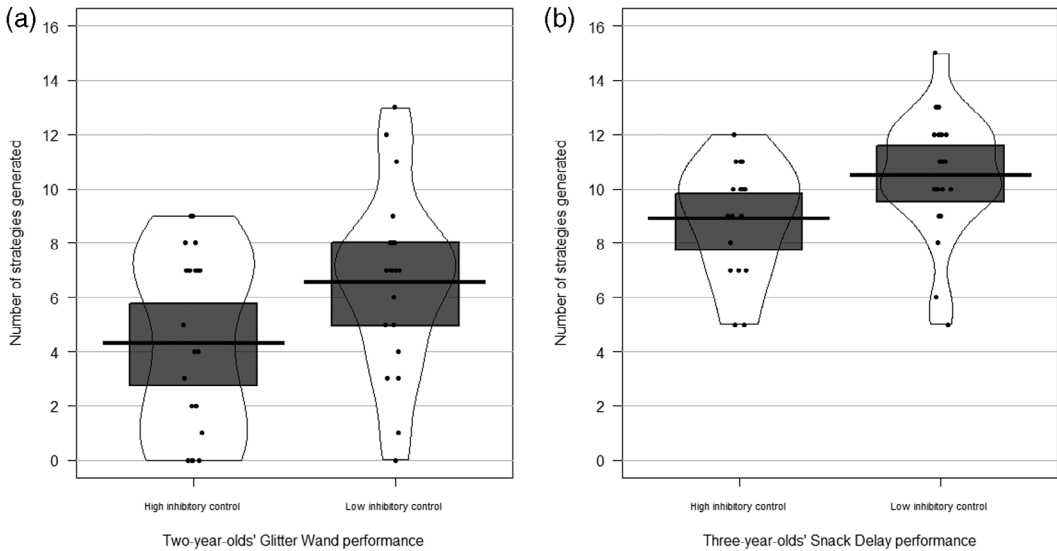 (a)
Number of strategies generated
16
14
12
10
8
6
4
2
0
High inhibitory control
Low inhibitory control
Two-year-olds' Glitter Wand performance
(b)
Number of strategies generated
16
14
12
10
8
6
4
2
0
High inhibitory control
Low inhibitory control
Three-year-olds' Snack Delay performance